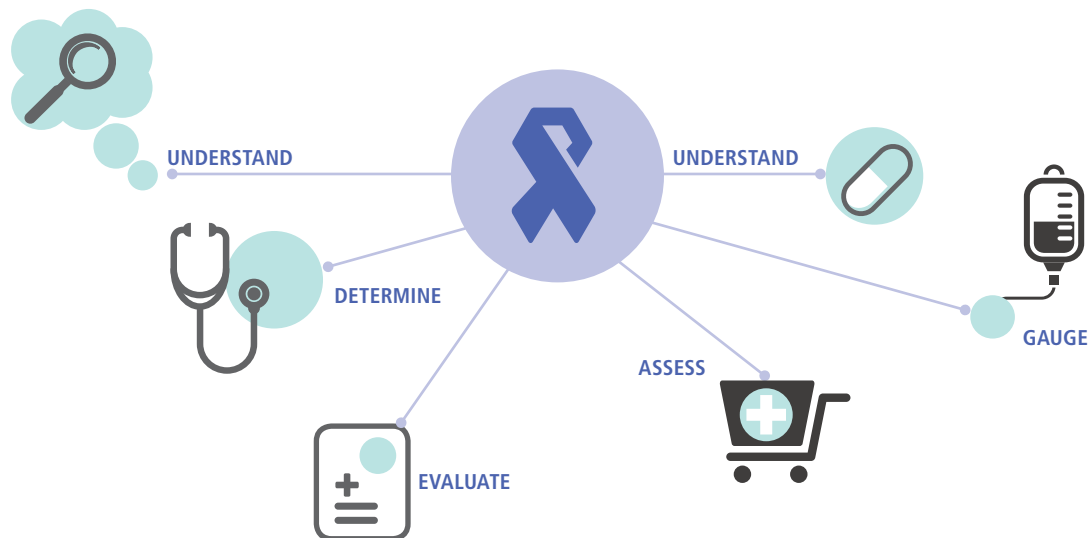 UNDERSTAND
UNDERSTAND
DETERMINE
GAUGE
ASSESS
EVALUATE